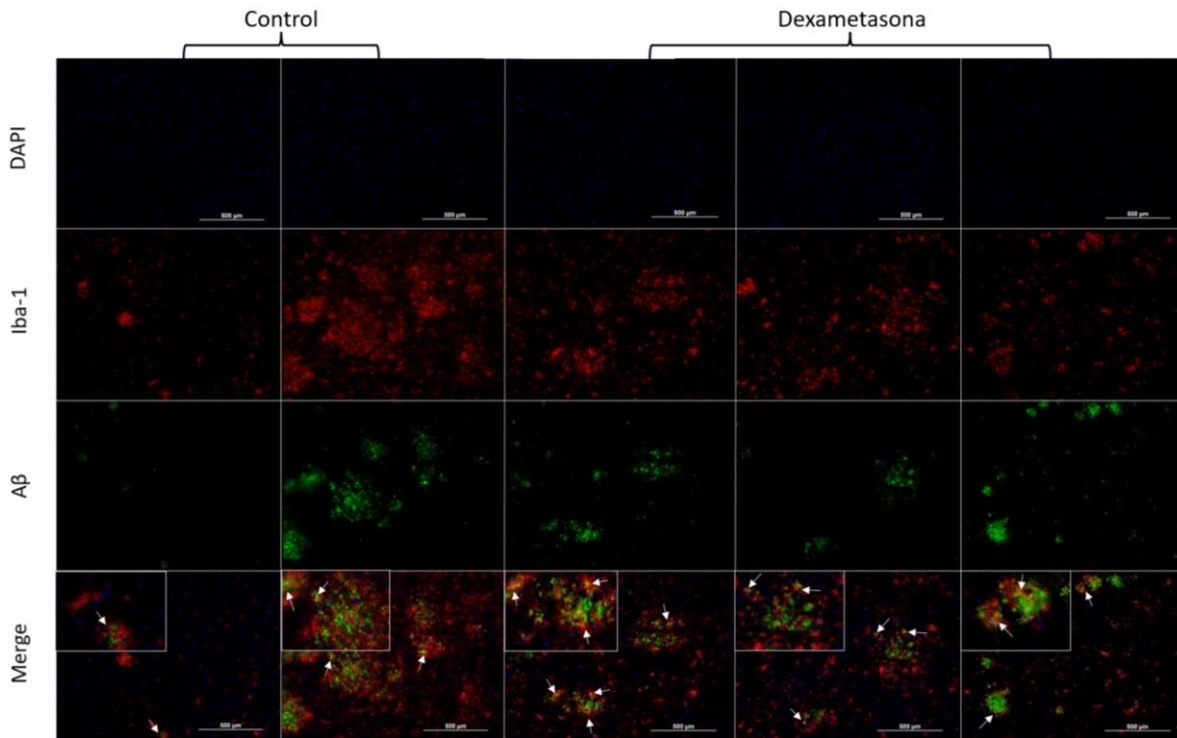 Control Dexametasona
DAPI
500 µm 500 µm 500 µm 500 µm 500 µm
Iba-1
Aβ
Merge
500 µm 500 µm 500 µm 500 µm 500 µm